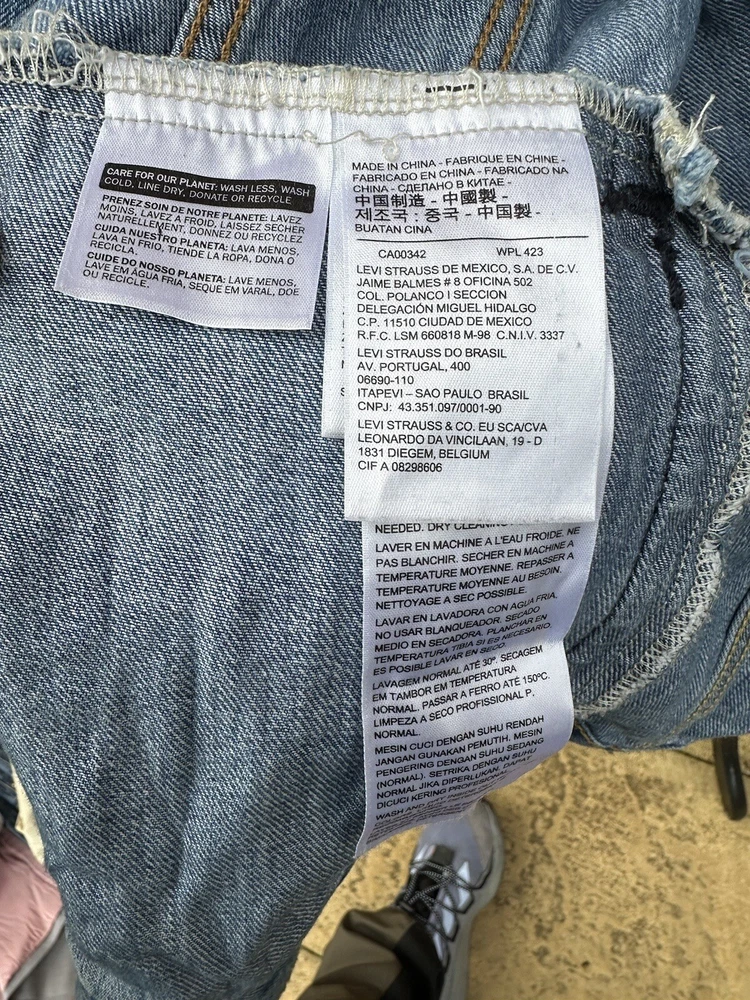 CARE FOR OUR PLANET: WASH LESS, WASH
COLD, LINE DRY, DONATE OR RECYCLE
PRENEZ SOIN DE NOTRE PLANETE: LAVEZ
MOINS, LAVEZ A FROID, LAISSEZ SECHER
NATURELLEMENT, DONNEZ OU RECYCLEZ
CUIDA NUESTRO PLANETA: LAVA MENOS,
LAVA EN FRIO, TIENDE LA ROPA, DONA O
RECICLA.
CUIDE DO NOSSO PLANETA: LAVE MENOS,
LAVE EM ÁGUA FRIA, SEQUE EM VARAL, DOE
OU RECICLE.
MADE IN CHINA - FABRIQUE EN CHINE -
FABRICADO EN CHINA - FABRICADO NA
CHINA - СДЕЛАНО В КИТАЕ -
中国制造 - 中國製 -
제조국 : 중국 - 中国製 -
BUATAN CINA
CA00342 WPL 423
LEVI STRAUSS DE MEXICO, S.A. DE C.V.
JAIME BALMES # 8 OFICINA 502
COL. POLANCO I SECCION
DELEGACIÓN MIGUEL HIDALGO
C.P. 11510 CIUDAD DE MEXICO
R.F.C. LSM 660818 M-98 C.N.I.V. 3337
LEVI STRAUSS DO BRASIL
AV. PORTUGAL, 400
06690-110
ITAPEVI – SAO PAULO BRASIL
CNPJ: 43.351.097/0001-90
LEVI STRAUSS & CO. EU SCA/CVA
LEONARDO DA VINCILAAN, 19 - D
1831 DIEGEM, BELGIUM
CIF A 08298606
NEEDED. DRY CLEANING
LAVER EN MACHINE A L'EAU FROIDE. NE
PAS BLANCHIR. SECHER EN MACHINE A
TEMPERATURE MOYENNE. REPASSER A
TEMPERATURE MOYENNE AU BESOIN.
NETTOYAGE A SEC POSSIBLE.
LAVAR EN LAVADORA CON AGUA FRIA.
NO USAR BLANQUEADOR. SECADO
MEDIO EN SECADORA. PLANCHAR EN
TEMPERATURA TIBIA SI ES NECESARIO.
ES POSIBLE LAVAR EN SECO.
LAVAGEM NORMAL ATÉ 30º. SECAGEM
EM TAMBOR EM TEMPERATURA
NORMAL. PASSAR A FERRO ATÉ 150ºC.
LIMPEZA A SECO PROFISSIONAL P.
NORMAL.
MESIN CUCI DENGAN SUHU RENDAH
JANGAN GUNAKAN PEMUTIH. MESIN
PENGERING DENGAN SUHU SEDANG
(NORMAL). SETRIKA DENGAN SUHU
NORMAL JIKA DIPERLUKAN. DAPAT
DICUCI KERING PROFESIONAL.
WASH AND DRY